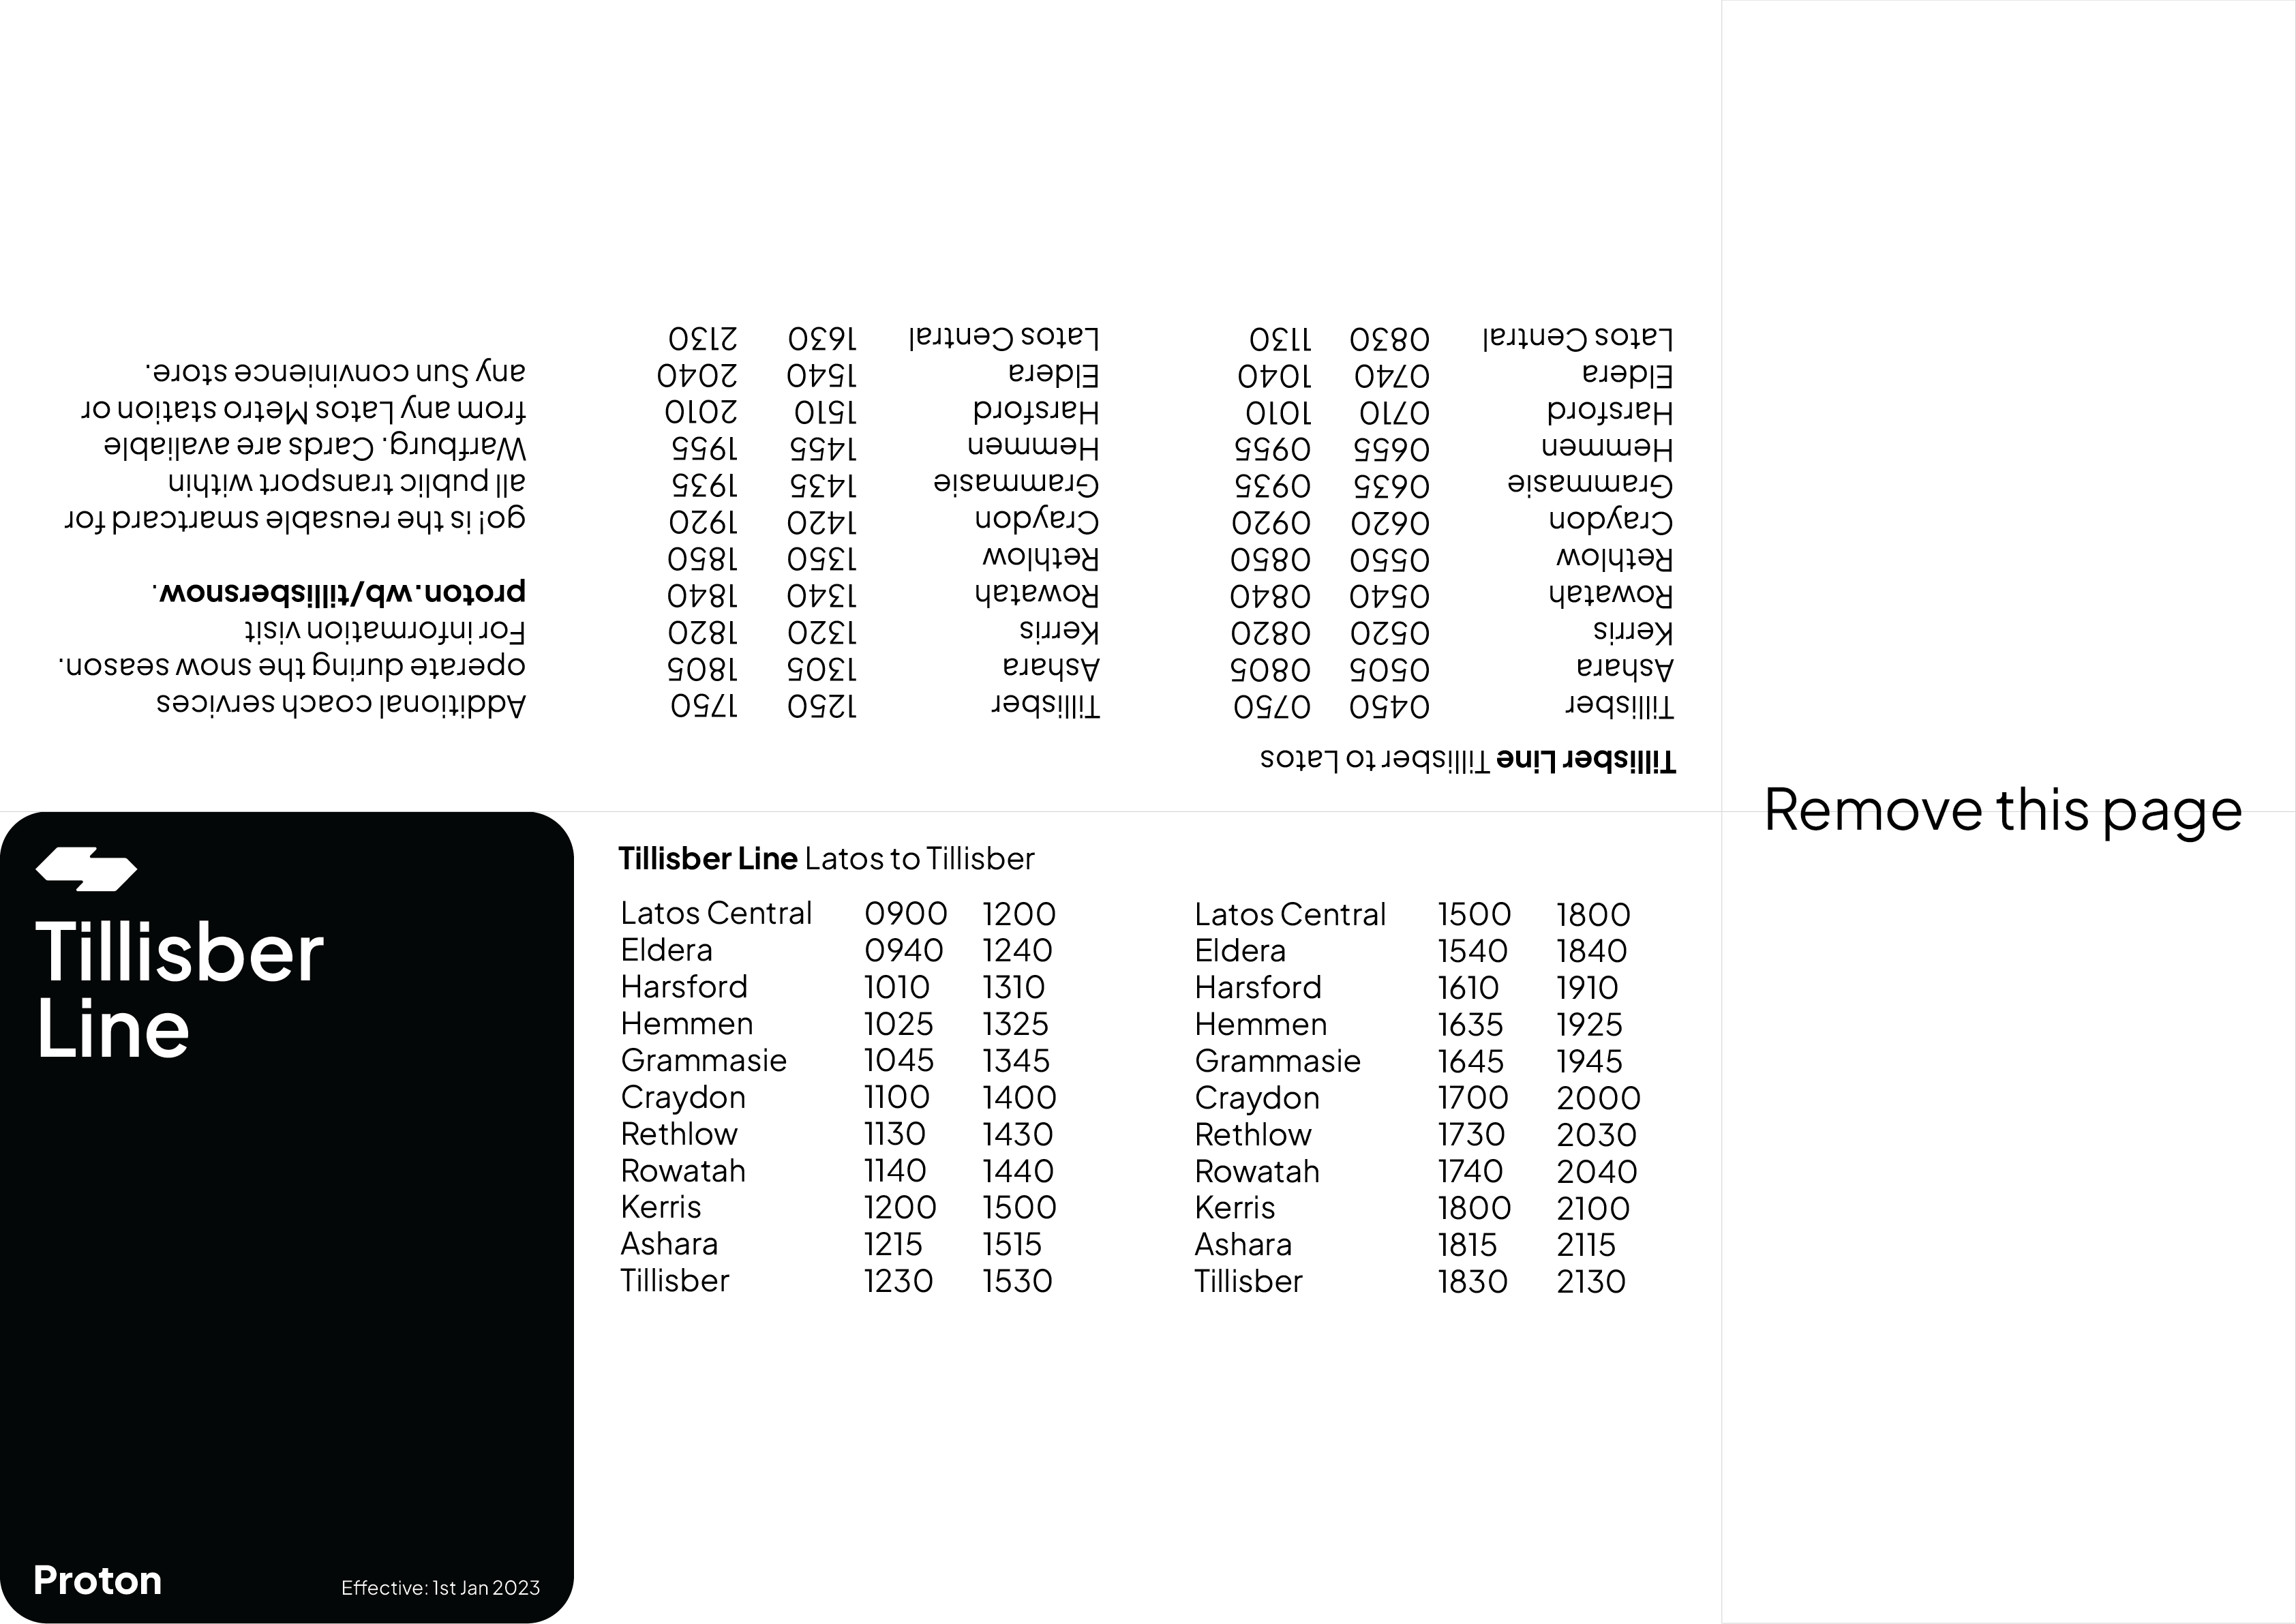 Tillisber
Line
Proton
Effective: 1st Jan 2023
Tillisber Line Latos to Tillisber
Latos Central 0900 1200
Eldera 0940 1240
Harsford 1010 1310
Hemmen 1025 1325
Grammasie 1045 1345
Craydon 1100 1400
Rethlow 1130 1430
Rowatah 1140 1440
Kerris 1200 1500
Ashara 1215 1515
Tillisber 1230 1530
Latos Central 1500 1800
Eldera 1540 1840
Harsford 1610 1910
Hemmen 1635 1925
Grammasie 1645 1945
Craydon 1700 2000
Rethlow 1730 2030
Rowatah 1740 2040
Kerris 1800 2100
Ashara 1815 2115
Tillisber 1830 2130
Remove this page
Tillisber Line Tillisber to Latos
Tillisber 0450 0750
Ashara 0505 0805
Kerris 0520 0820
Rowatah 0540 0840
Rethlow 0550 0850
Craydon 0620 0920
Grammasie 0635 0935
Hemmen 0655 0955
Harsford 0710 1010
Eldera 0740 1040
Latos Central 0830 1130
Tillisber 1250 1750
Ashara 1305 1805
Kerris 1320 1820
Rowatah 1340 1840
Rethlow 1350 1850
Craydon 1420 1920
Grammasie 1435 1935
Hemmen 1455 1955
Harsford 1510 2010
Eldera 1540 2040
Latos Central 1630 2130
Additional coach services
operate during the snow season.
For information visit
proton.wb/tillisbersnow.
go! is the reusable smartcard for
all public transport within
Warfburg. Cards are available
from any Latos Metro station or
any Sun convinience store.